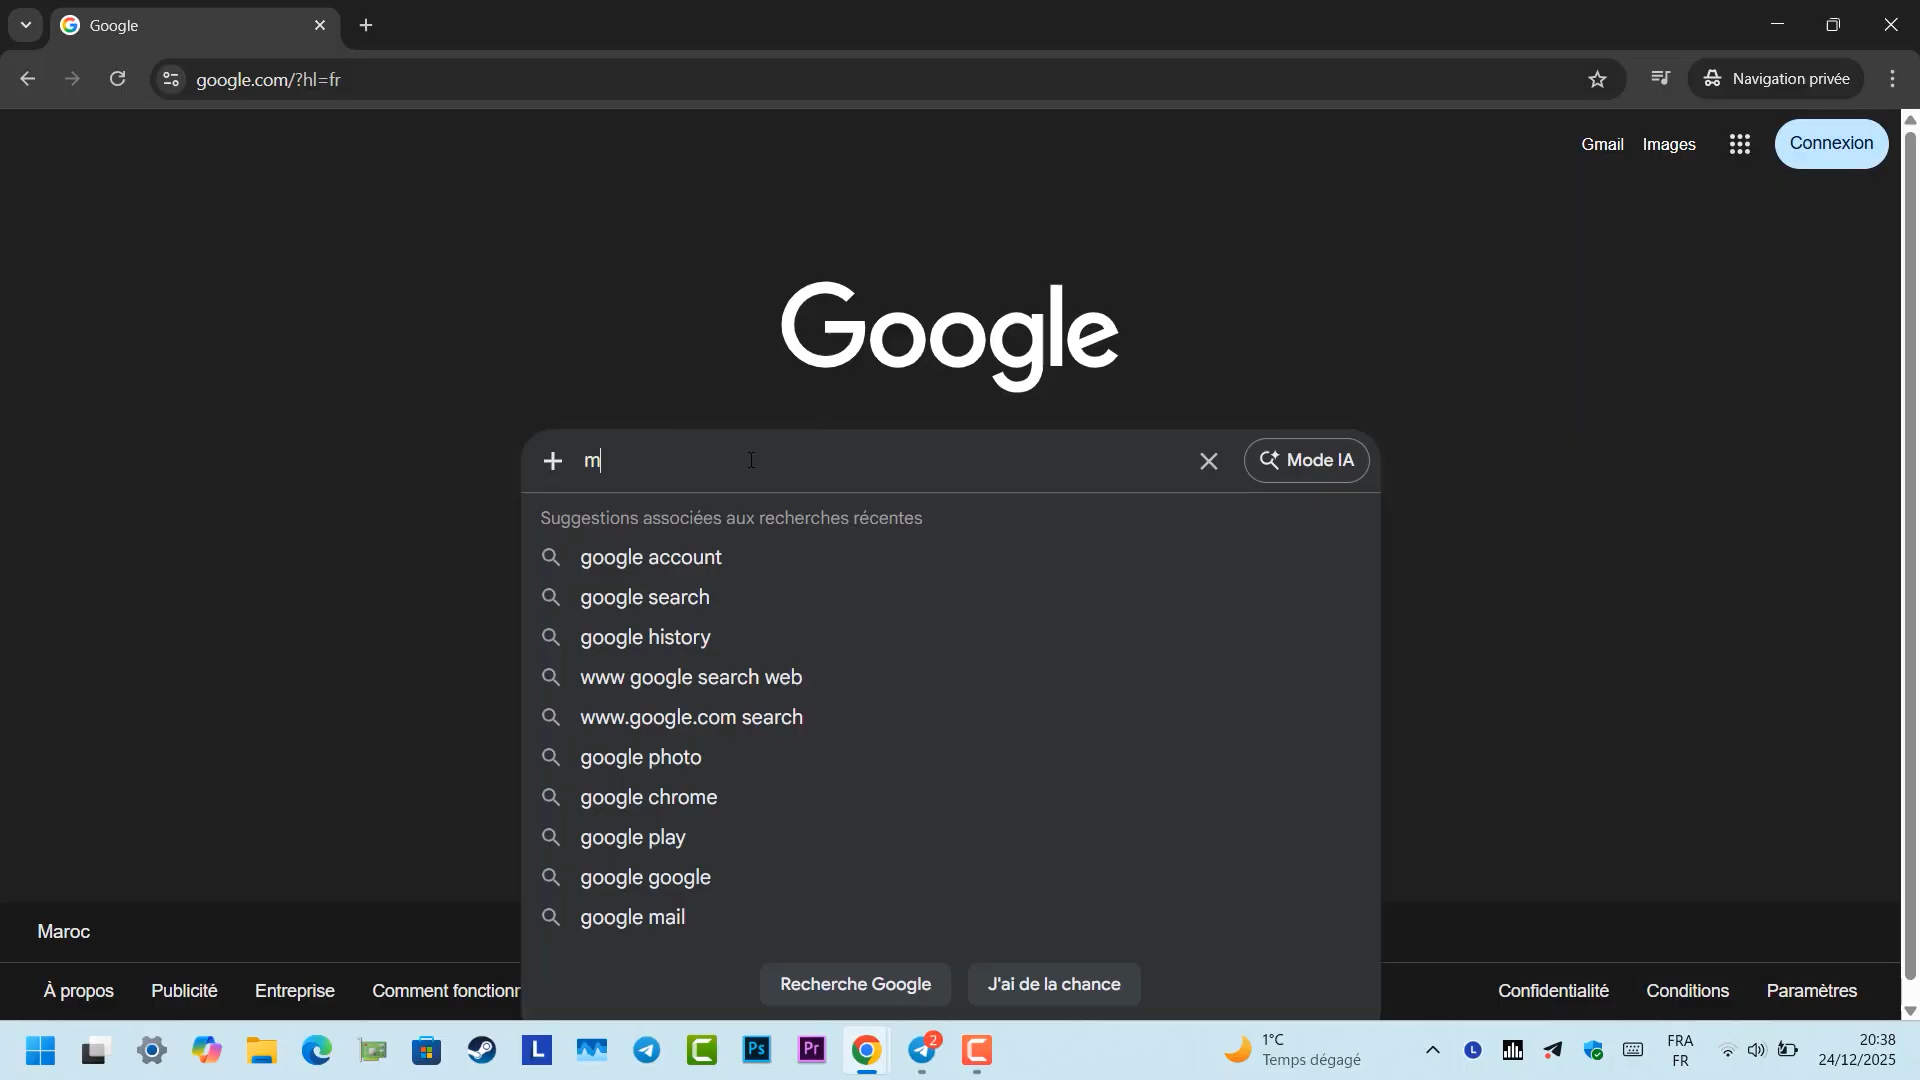 Google
google.com/?hl=fr
Navigation privée
Gmail
Images
Connexion
Google
m
Mode IA
Suggestions associées aux recherches récentes
google account
google search
google history
www google search web
www.google.com search
google photo
google chrome
google play
google google
google mail
Recherche Google
J'ai de la chance
Maroc
À propos
Publicité
Entreprise
Comment fonctionn
Confidentialité
Conditions
Paramètres
L
C
Ps
Pr
2
C
1°C
Temps dégagé
L
FRA
FR
20:38
24/12/2025